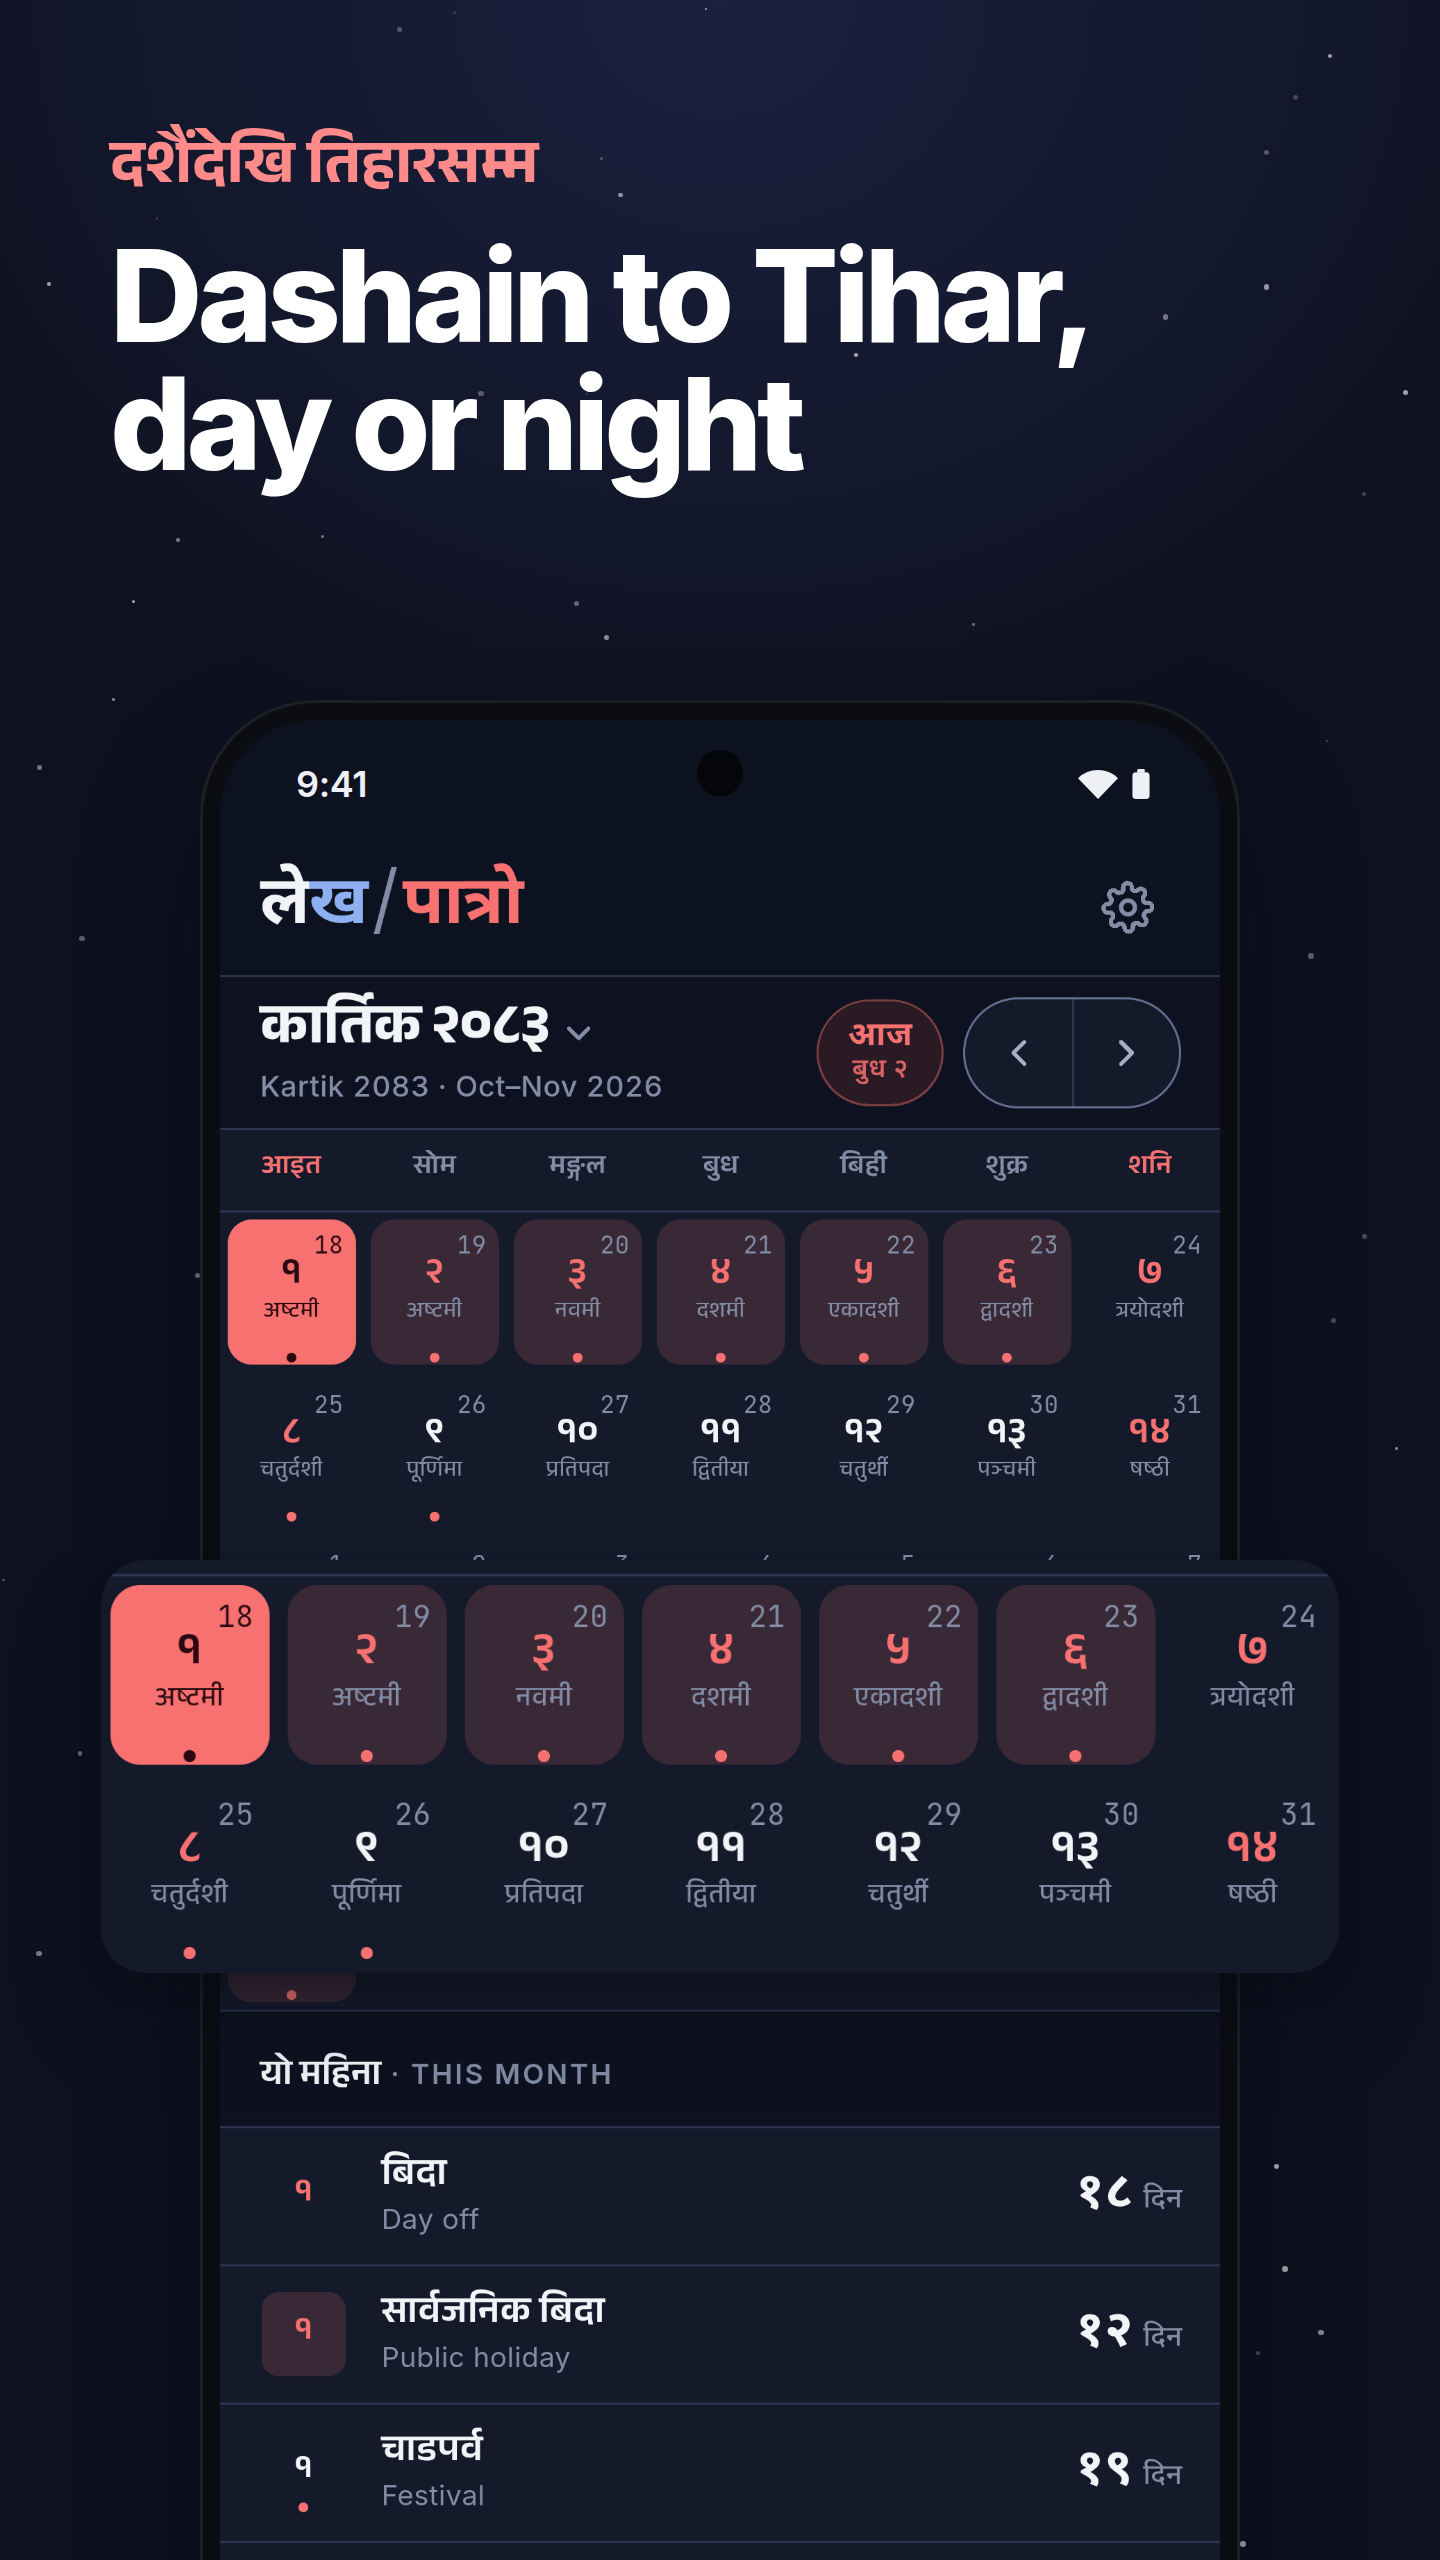 दशैंदेखि तिहारसम्म
Dashain to Tihar,
day or night
9:41
लेख/पात्रो
कार्तिक २०८३
Kartik 2083 · Oct–Nov 2026
आज
बुध २
आइत सोम मङ्गल बुध बिही शुक्र शनि
18 19 20 21 22 23 24
१ २ ३ ४ ५ ६ ७
अष्टमी अष्टमी नवमी दशमी एकादशी द्वादशी त्रयोदशी
25 26 27 28 29 30 31
८ ९ १० ११ १२ १३ १४
चतुर्दशी पूर्णिमा प्रतिपदा द्वितीया चतुर्थी पञ्चमी षष्ठी
18 19 20 21 22 23 24
१ २ ३ ४ ५ ६ ७
अष्टमी अष्टमी नवमी दशमी एकादशी द्वादशी त्रयोदशी
25 26 27 28 29 30 31
८ ९ १० ११ १२ १३ १४
चतुर्दशी पूर्णिमा प्रतिपदा द्वितीया चतुर्थी पञ्चमी षष्ठी
यो महिना · THIS MONTH
१ बिदा १८ दिन
Day off
१ सार्वजनिक बिदा १२ दिन
Public holiday
१ चाडपर्व १९ दिन
Festival